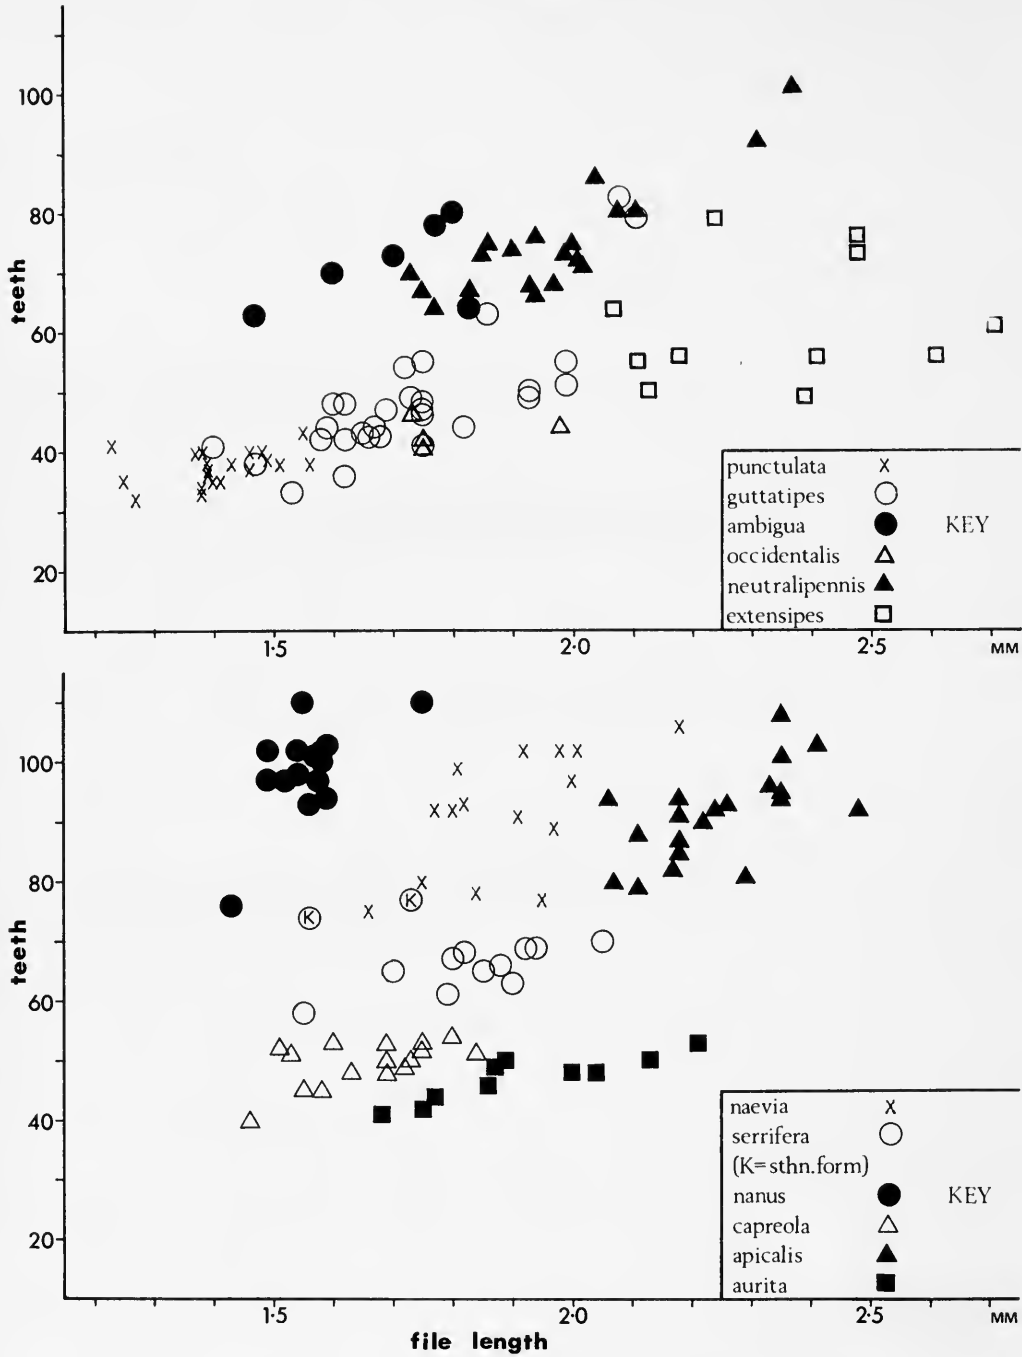 100
80
60
40
20
teeth
punctulata x
guttatipes
ambigua KEY
occidentalis
neutralipennis
extensipes
1·5 2·0 2·5 MM
100
80
60
40
20
teeth
naevia x
serrifera
(K=sthn.form)
nanus KEY
capreola
apicalis
aurita
K K
1·5 2·0 2·5 MM
file length